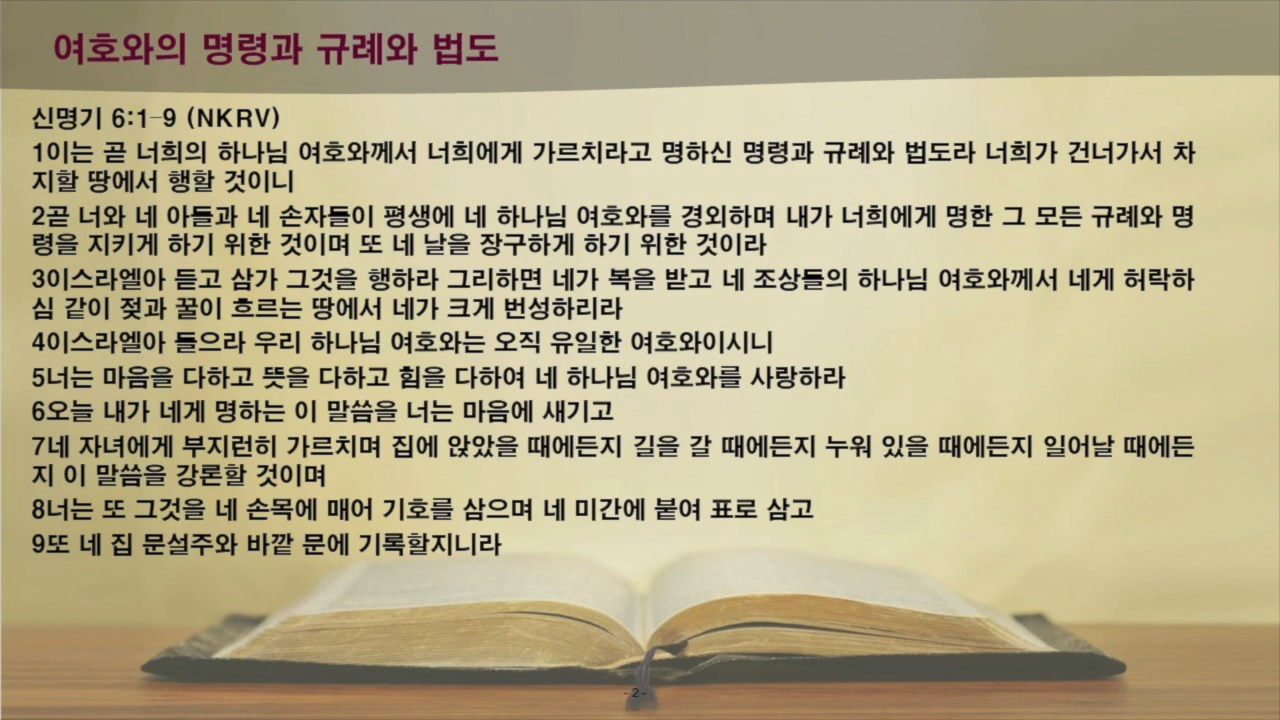 여호와의 명령과 규례와 법도
신명기 6:1-9 (NKRV)
1이는 곧 너희의 하나님 여호와께서 너희에게 가르치라고 명하신 명령과 규례와 법도라 너희가 건너가서 차
지할 땅에서 행할 것이니
2곧 너와 네 아들과 네 손자들이 평생에 네 하나님 여호와를 경외하며 내가 너희에게 명한 그 모든 규례와 명
령을 지키게 하기 위한 것이며 또 네 날을 장구하게 하기 위한 것이라
3이스라엘아 듣고 삼가 그것을 행하라 그리하면 네가 복을 받고 네 조상들의 하나님 여호와께서 네게 허락하
심 같이 젖과 꿀이 흐르는 땅에서 네가 크게 번성하리라
4이스라엘아 들으라 우리 하나님 여호와는 오직 유일한 여호와이시니
5너는 마음을 다하고 뜻을 다하고 힘을 다하여 네 하나님 여호와를 사랑하라
6오늘 내가 네게 명하는 이 말씀을 너는 마음에 새기고
7네 자녀에게 부지런히 가르치며 집에 앉았을 때에든지 길을 갈 때에든지 누워 있을 때에든지 일어날 때에든
지 이 말씀을 강론할 것이며
8너는 또 그것을 네 손목에 매어 기호를 삼으며 네 미간에 붙여 표로 삼고
9또 네 집 문설주와 바깥 문에 기록할지니라
- 2 -